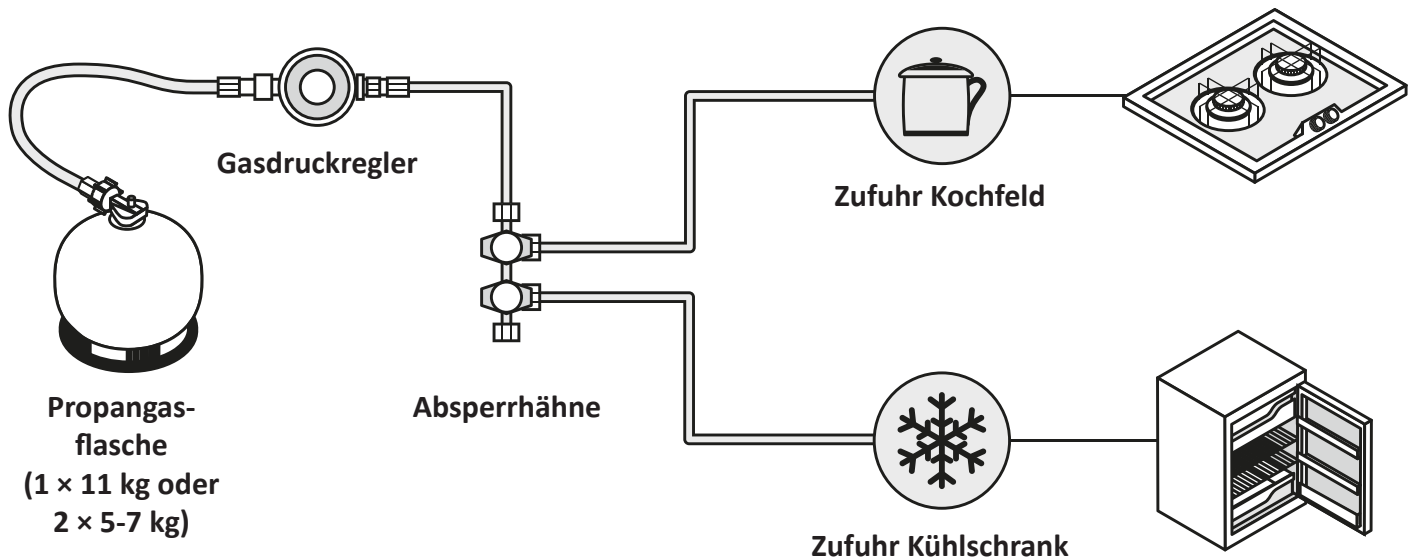 Gasdruckregler
Zufuhr Kochfeld
Absperrhähne
Propangas-
flasche
(1 × 11 kg oder
2 × 5-7 kg)
Zufuhr Kühlschrank